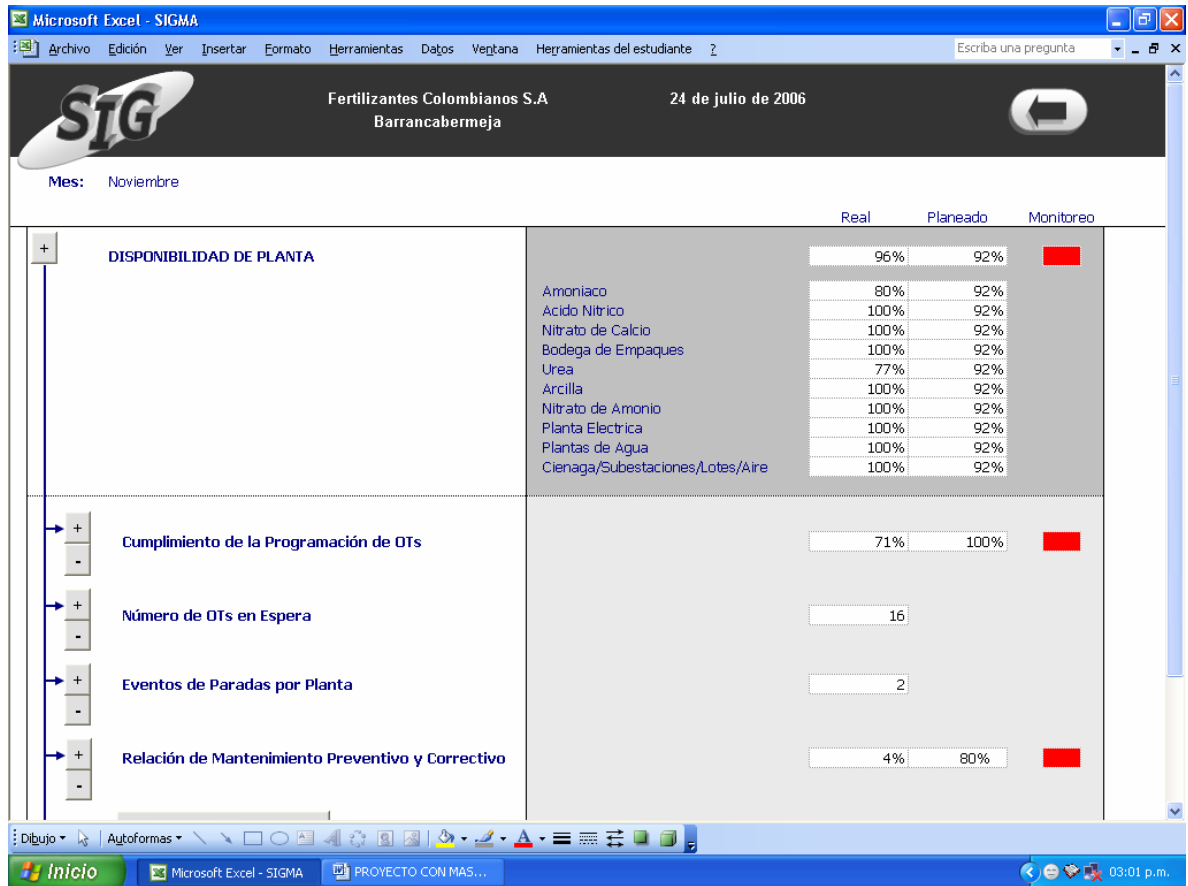 Microsoft Excel - SIGMA
Archivo Edición Ver Insertar Formato Herramientas Datos Ventana Herramientas del estudiante ? Escriba una pregunta
SIG
Fertilizantes Colombianos S.A 24 de julio de 2006
Barrancabermeja
Mes: Noviembre
Real Planeado Monitoreo
+ DISPONIBILIDAD DE PLANTA 96% 92%
Amoniaco 80% 92%
Acido Nitrico 100% 92%
Nitrato de Calcio 100% 92%
Bodega de Empaques 100% 92%
Urea 77% 92%
Arcilla 100% 92%
Nitrato de Amonio 100% 92%
Planta Electrica 100% 92%
Plantas de Agua 100% 92%
Cienaga/Subestaciones/Lotes/Aire 100% 92%
+
Cumplimiento de la Programación de OTs 71% 100%
-
+
Número de OTs en Espera 16
-
+
Eventos de Paradas por Planta 2
-
+
Relación de Mantenimiento Preventivo y Correctivo 4% 80%
-
Dibujo Autoformas
Inicio Microsoft Excel - SIGMA PROYECTO CON MAS... 03:01 p.m.